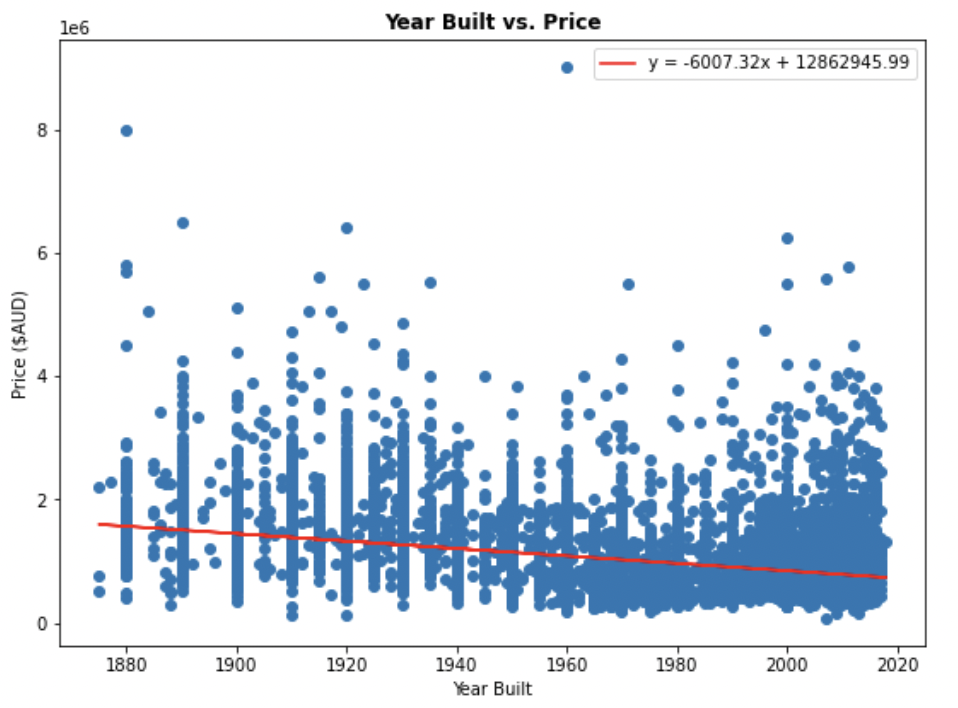 Year Built vs. Price
1e6
y = -6007.32x + 12862945.99
8
6
4
2
0
Price ($AUD)
1880 1900 1920 1940 1960 1980 2000 2020
Year Built